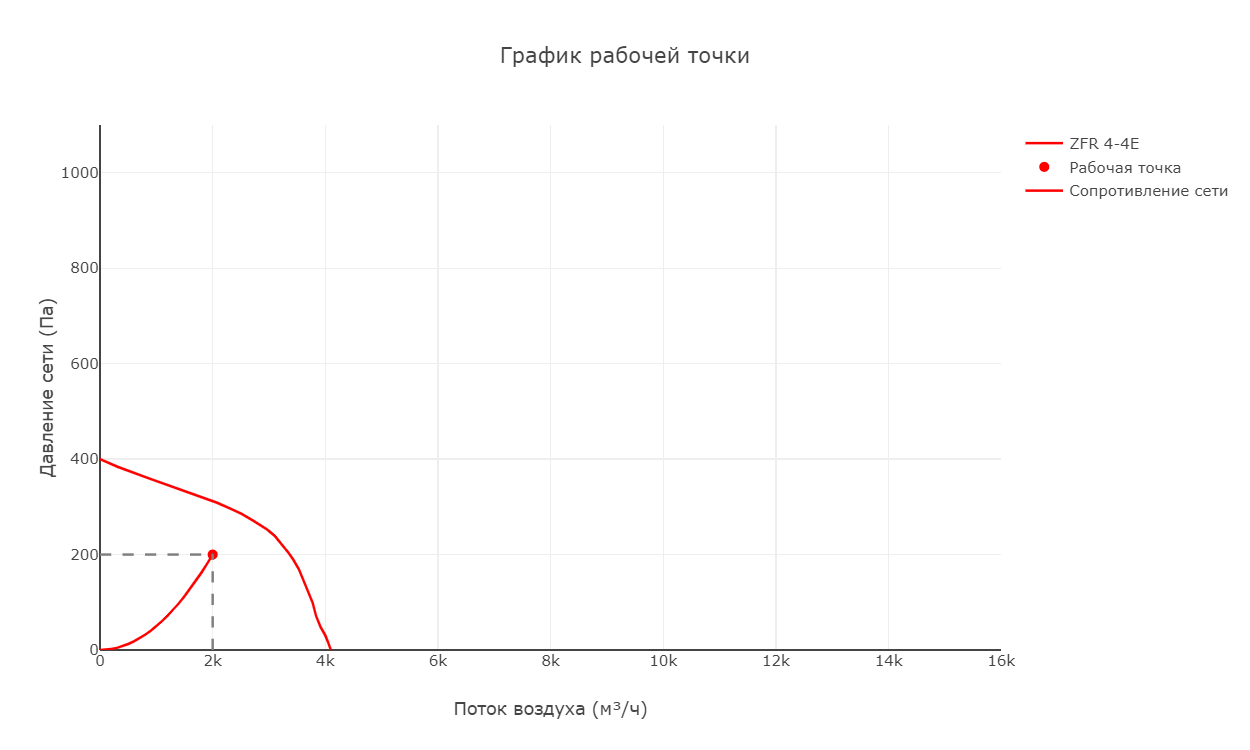 График рабочей точки
ZFR 4-4E
Рабочая точка
Сопротивление сети
1000
800
600
400
200
0
Давление сети (Па)
0
2k
4k
6k
8k
10k
12k
14k
16k
Поток воздуха (м³/ч)